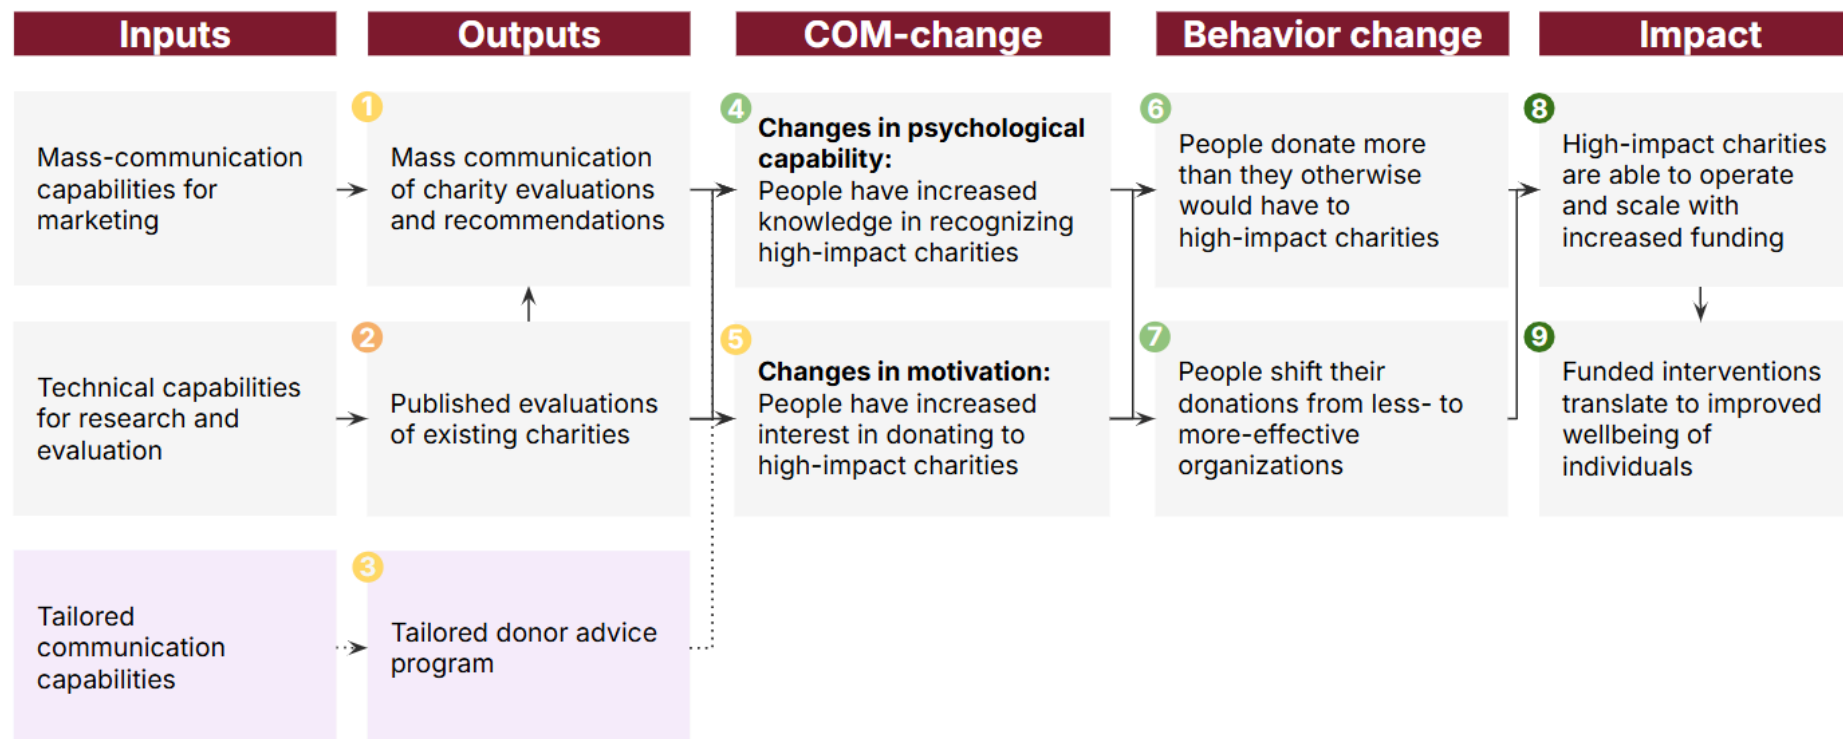 Inputs
Outputs
COM-change
Behavior change
Impact
Mass-communication
capabilities for
marketing
1
Mass communication
of charity evaluations
and recommendations
4
Changes in psychological
capability:
People have increased
knowledge in recognizing
high-impact charities
6
People donate more
than they otherwise
would have to
high-impact charities
8
High-impact charities
are able to operate
and scale with
increased funding
Technical capabilities
for research and
evaluation
2
Published evaluations
of existing charities
5
Changes in motivation:
People have increased
interest in donating to
high-impact charities
7
People shift their
donations from less- to
more-effective
organizations
9
Funded interventions
translate to improved
wellbeing of
individuals
Tailored
communication
capabilities
3
Tailored donor advice
program